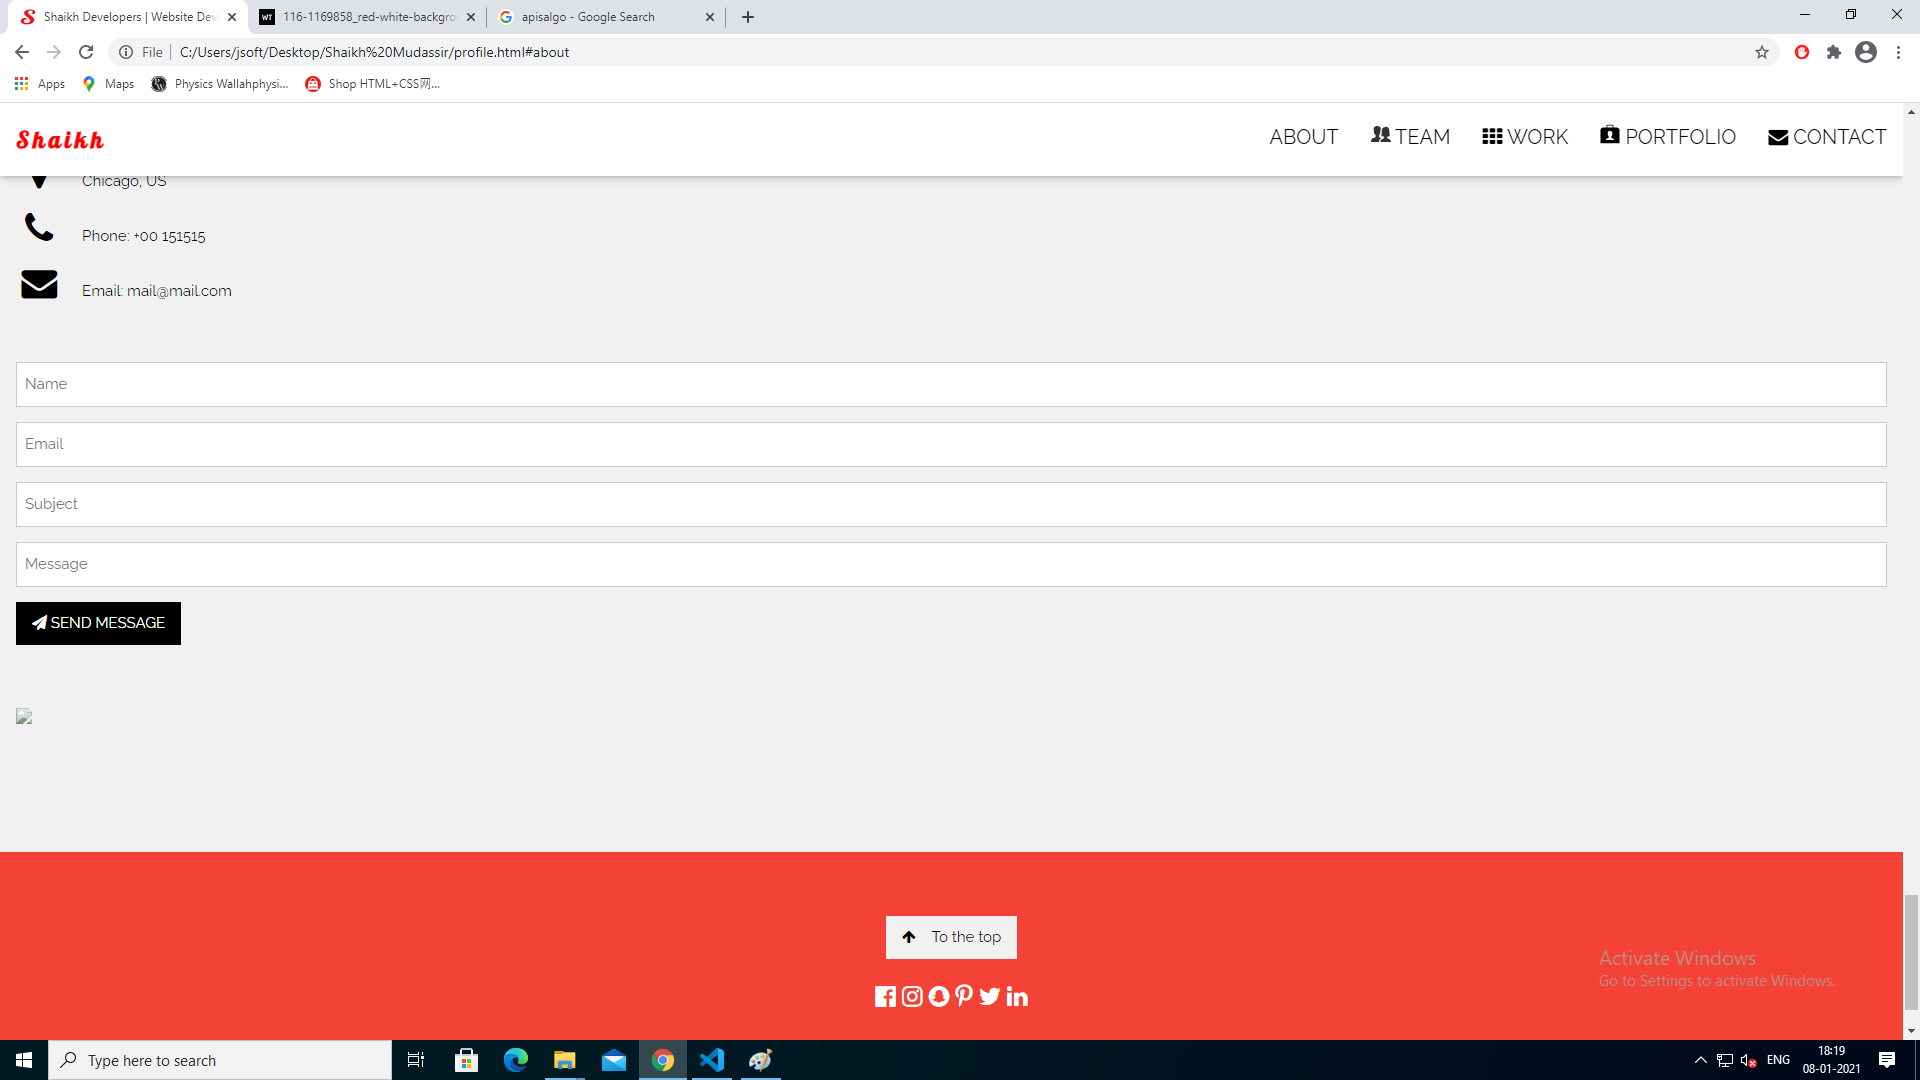 Shaikh Developers | Website Dev
116-1169858_red-white-backgro
apisalgo - Google Search
File
C:/Users/jsoft/Desktop/Shaikh%20Mudassir/profile.html#about
Apps
Maps
Physics Wallahphysi...
Shop HTML+CSS网...
Shaikh
ABOUT
TEAM
WORK
PORTFOLIO
CONTACT
Chicago, US
Phone: +00 151515
Email: mail@mail.com
Name
Email
Subject
Message
SEND MESSAGE
To the top
Activate Windows
Go to Settings to activate Windows.
Type here to search
ENG
18:19
08-01-2021